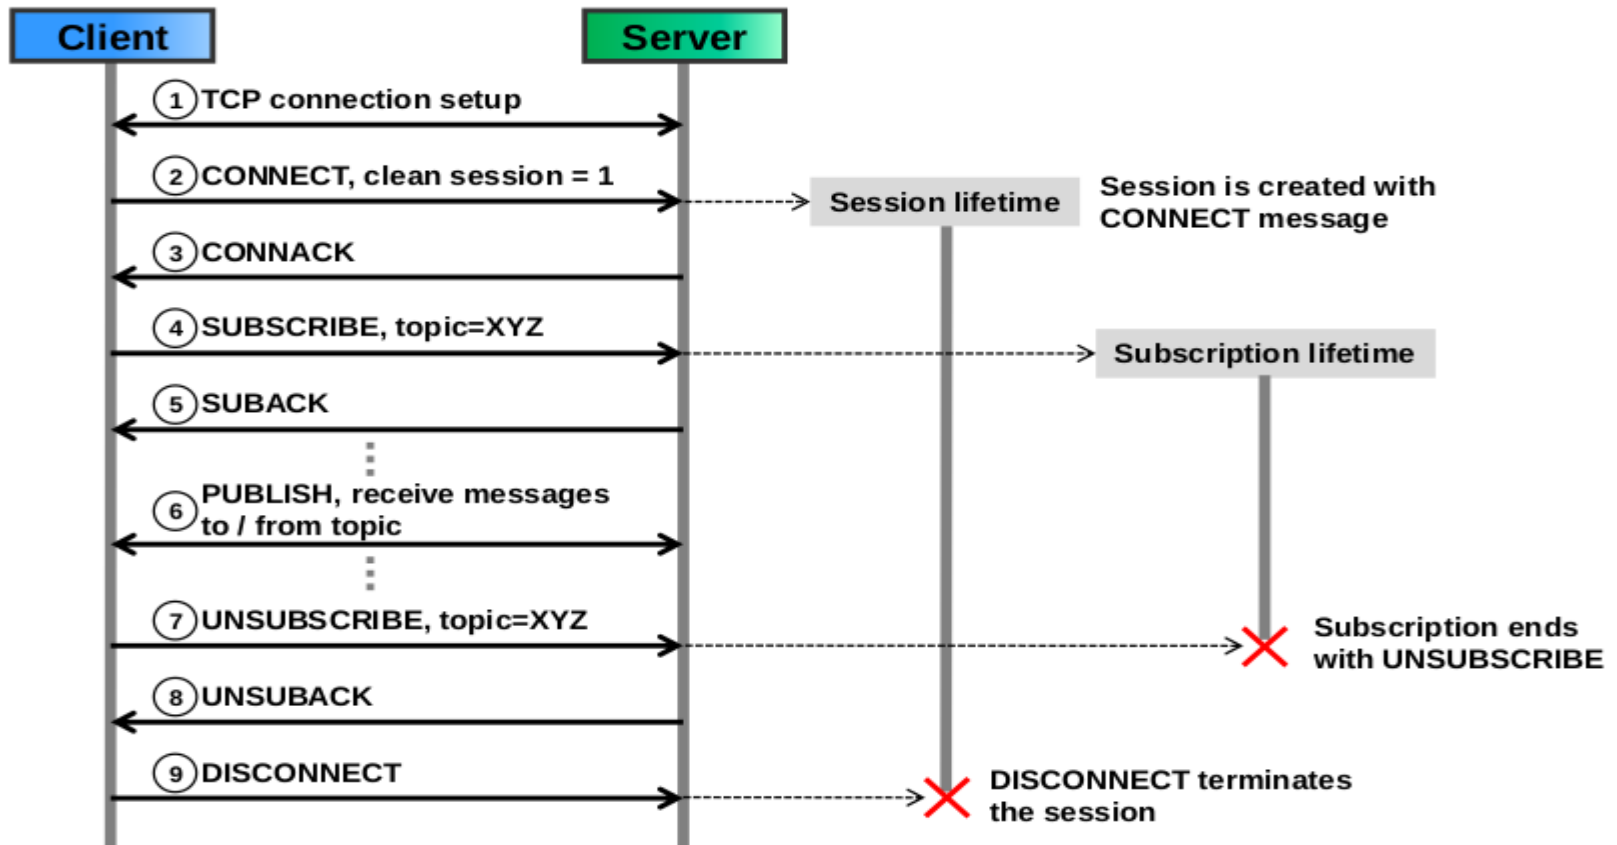 Client
Server
1 TCP connection setup
2 CONNECT, clean session = 1
Session lifetime
Session is created with
CONNECT message
3 CONNACK
4 SUBSCRIBE, topic=XYZ
Subscription lifetime
5 SUBACK
6 PUBLISH, receive messages
to / from topic
7 UNSUBSCRIBE, topic=XYZ
Subscription ends
with UNSUBSCRIBE
8 UNSUBACK
9 DISCONNECT
DISCONNECT terminates
the session